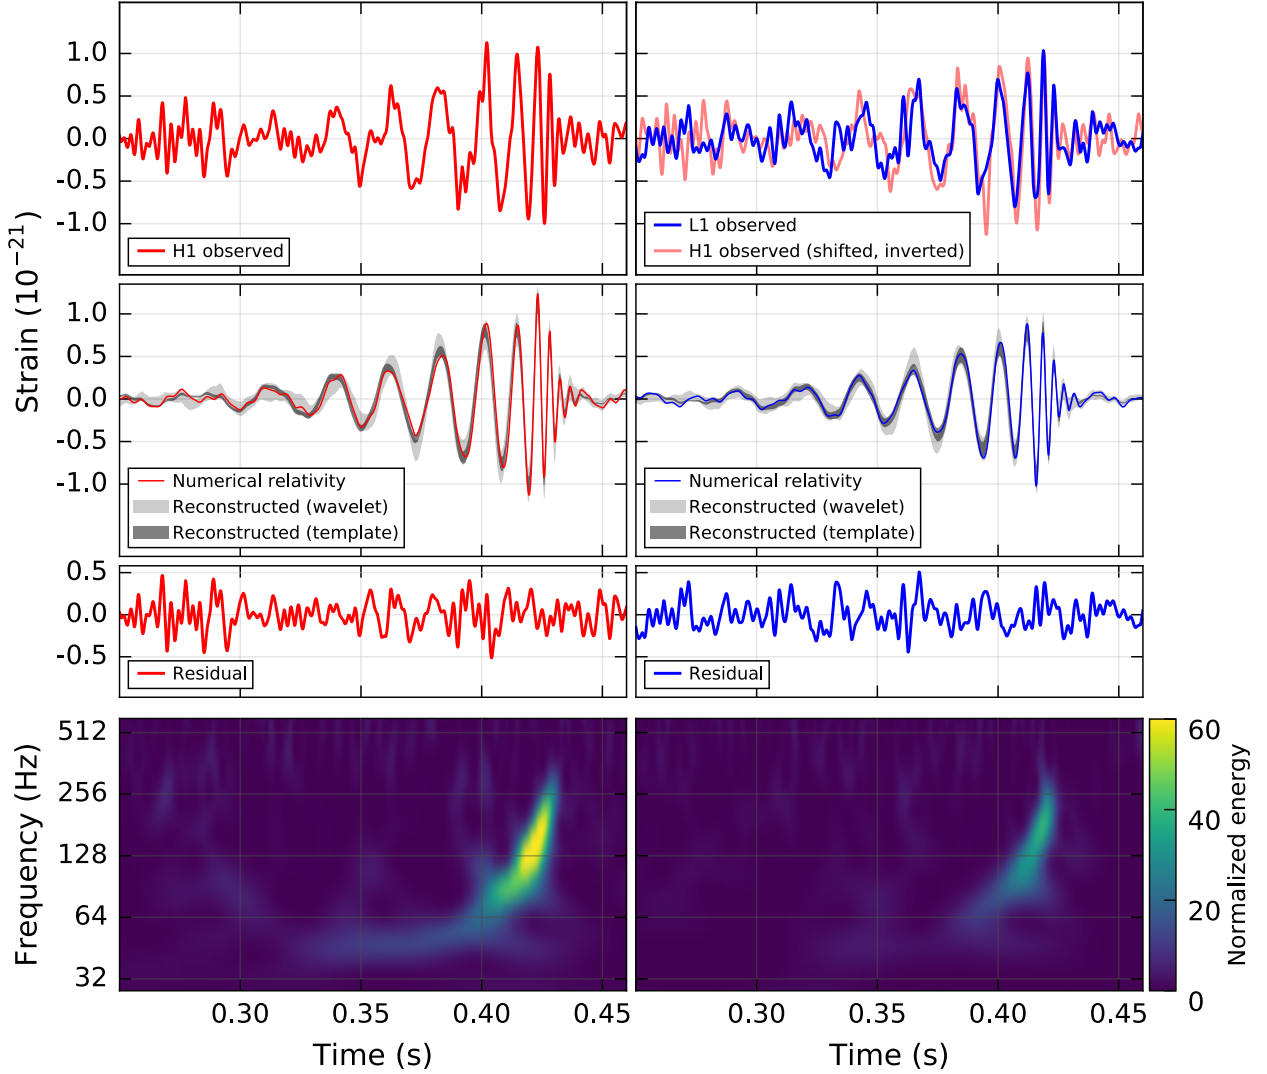 1.0
0.5
0.0
-0.5
-1.0
H1 observed
L1 observed
H1 observed (shifted, inverted)
Strain (10⁻²¹)
1.0
0.5
0.0
-0.5
-1.0
Numerical relativity
Reconstructed (wavelet)
Reconstructed (template)
Numerical relativity
Reconstructed (wavelet)
Reconstructed (template)
0.5
0.0
-0.5
Residual
Residual
Frequency (Hz)
512
256
128
64
32
0.30 0.35 0.40 0.45
Time (s)
0.30 0.35 0.40 0.45
Time (s)
60
40
20
0
Normalized energy